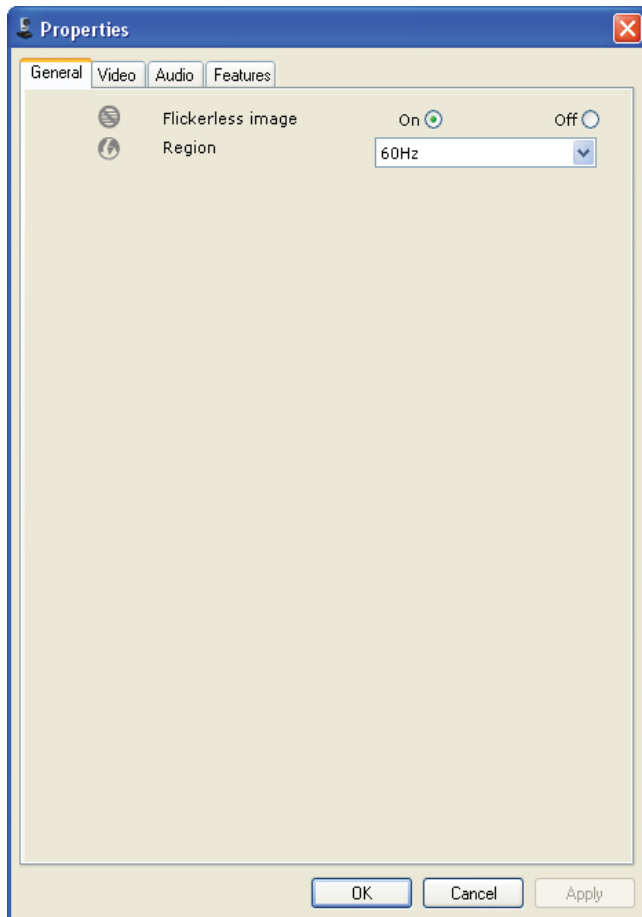 Properties
General Video Audio Features
Flickerless image On Off
Region 60Hz
OK Cancel Apply